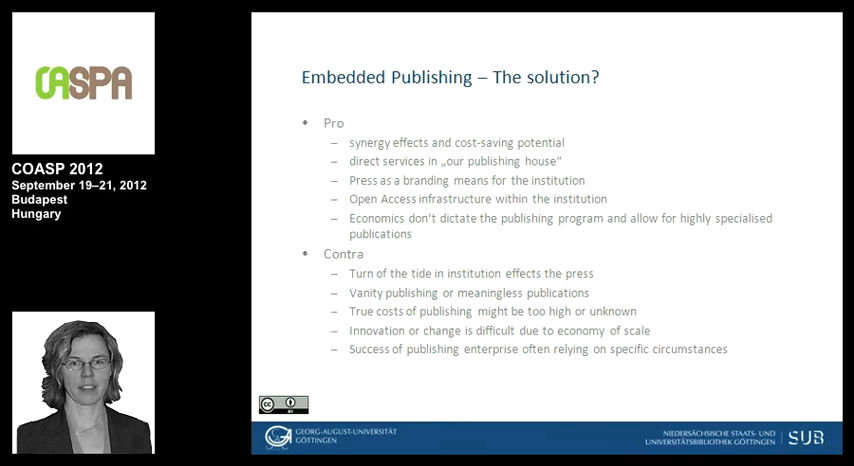 OASPA
COASP 2012
September 19–21, 2012
Budapest
Hungary
Embedded Publishing – The solution?
• Pro
– synergy effects and cost-saving potential
– direct services in „our publishing house“
– Press as a branding means for the institution
– Open Access infrastructure within the institution
– Economics don't dictate the publishing program and allow for highly specialised
publications
• Contra
– Turn of the tide in institution effects the press
– Vanity publishing or meaningless publications
– True costs of publishing might be too high or unknown
– Innovation or change is difficult due to economy of scale
– Success of publishing enterprise often relying on specific circumstances
cc
BY
GEORG-AUGUST-UNIVERSITÄT
GÖTTINGEN
NIEDERSÄCHSISCHE STAATS- UND
UNIVERSITÄTSBIBLIOTHEK GÖTTINGEN
SUB